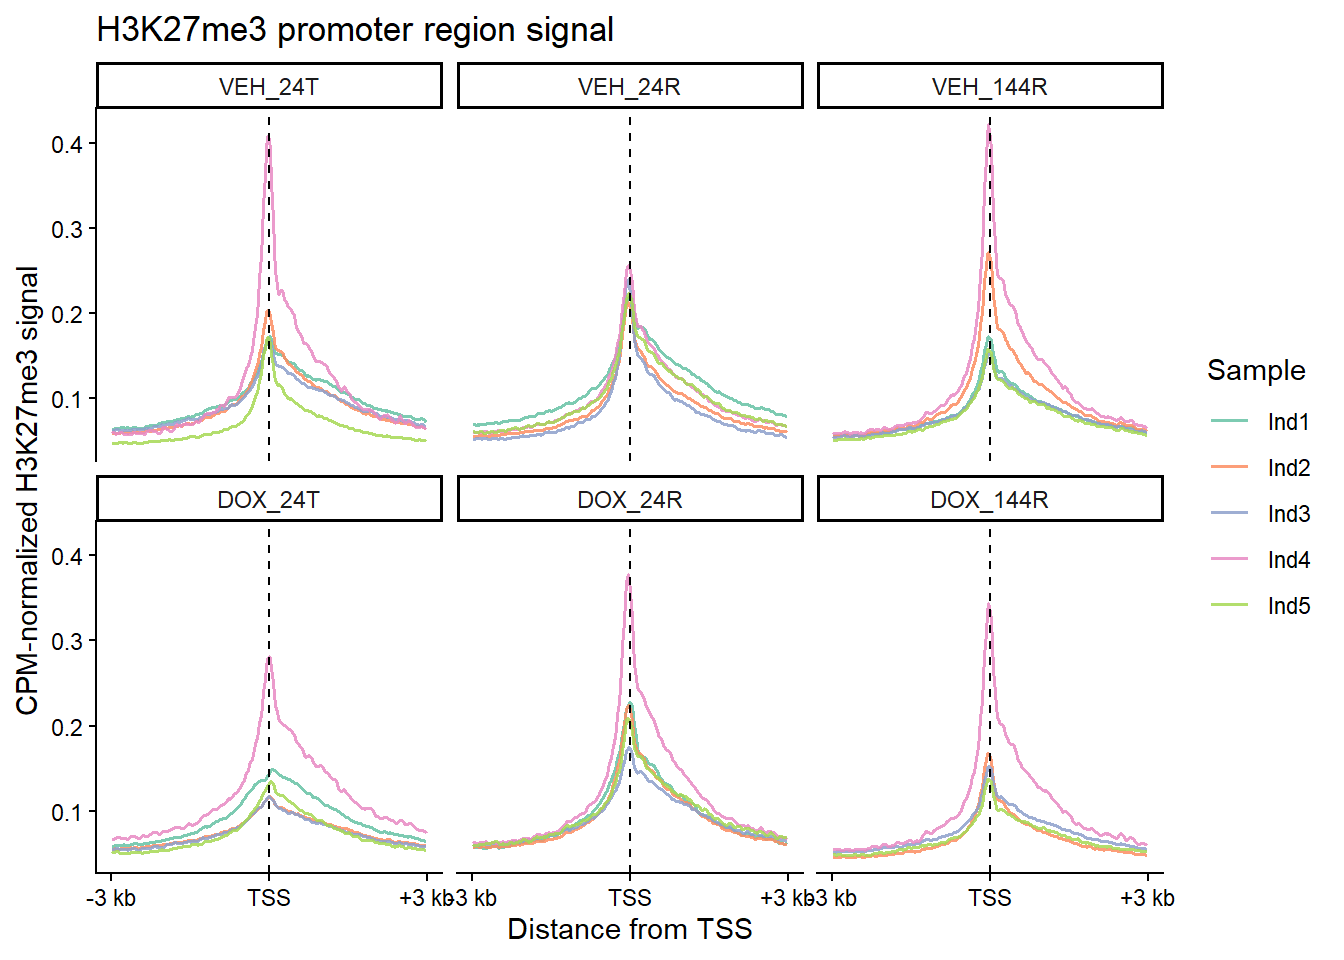 H3K27me3 promoter region signal
VEH_24T VEH_24R VEH_144R
0.4
0.3
0.2
0.1
DOX_24T DOX_24R DOX_144R
0.4
0.3
0.2
0.1
-3 kb TSS +3 kb -3 kb TSS +3 kb -3 kb TSS +3 kb
Distance from TSS
CPM-normalized H3K27me3 signal
Sample
Ind1
Ind2
Ind3
Ind4
Ind5